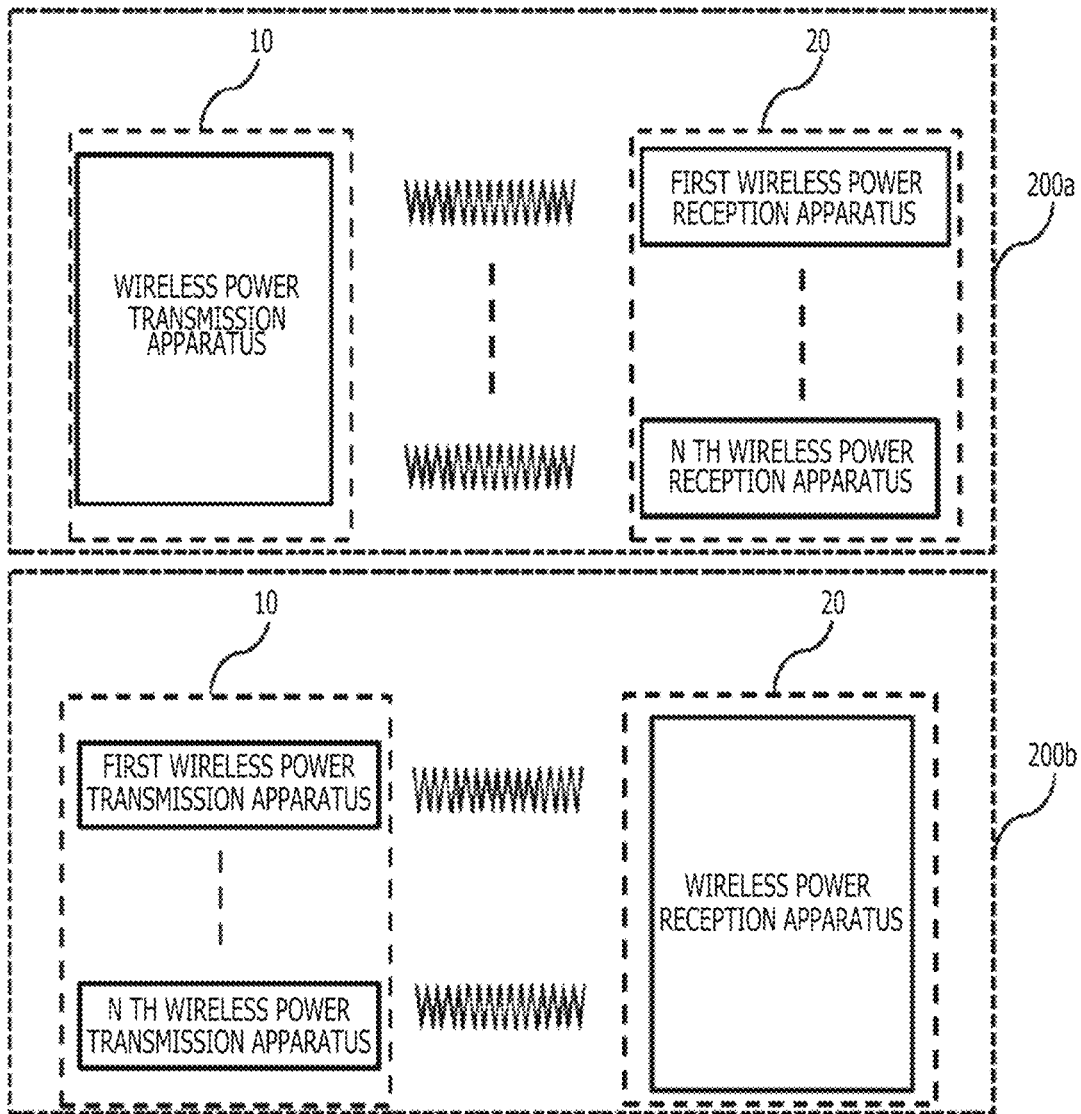 10
20
WIRELESS POWER
TRANSMISSION
APPARATUS
FIRST WIRELESS POWER
RECEPTION APPARATUS
200a
N TH WIRELESS POWER
RECEPTION APPARATUS
10
20
FIRST WIRELESS POWER
TRANSMISSION APPARATUS
200b
WIRELESS POWER
RECEPTION APPARATUS
N TH WIRELESS POWER
TRANSMISSION APPARATUS